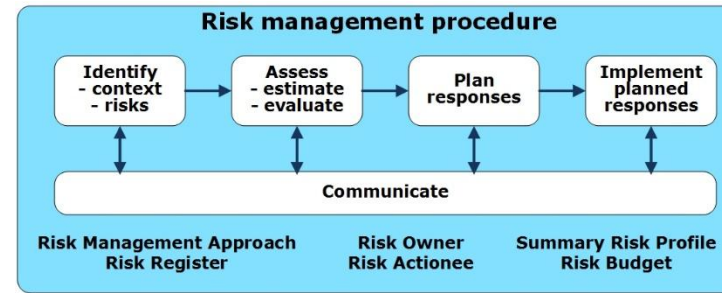 Risk management procedure
Identify
- context
- risks
Assess
- estimate
- evaluate
Plan
responses
Implement
planned
responses
Communicate
Risk Management Approach
Risk Register
Risk Owner
Risk Actionee
Summary Risk Profile
Risk Budget